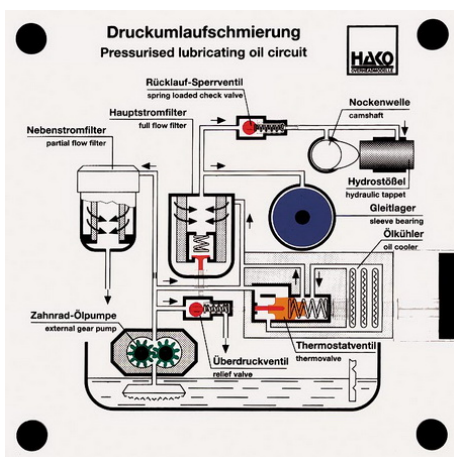 Druckumlaufschmierung
Pressurised lubricating oil circuit
HAKO
Rücklauf-Sperrventil
spring loaded check valve
Hauptstromfilter
full flow filter
Nebenstromfilter
partial flow filter
Nockenwelle
camshaft
Hydrostößel
hydraulic tappet
Gleitlager
sleeve bearing
Ölkühler
oil cooler
Zahnrad-Ölpumpe
external gear pump
Überdruckventil
relief valve
Thermostatventil
thermovalve